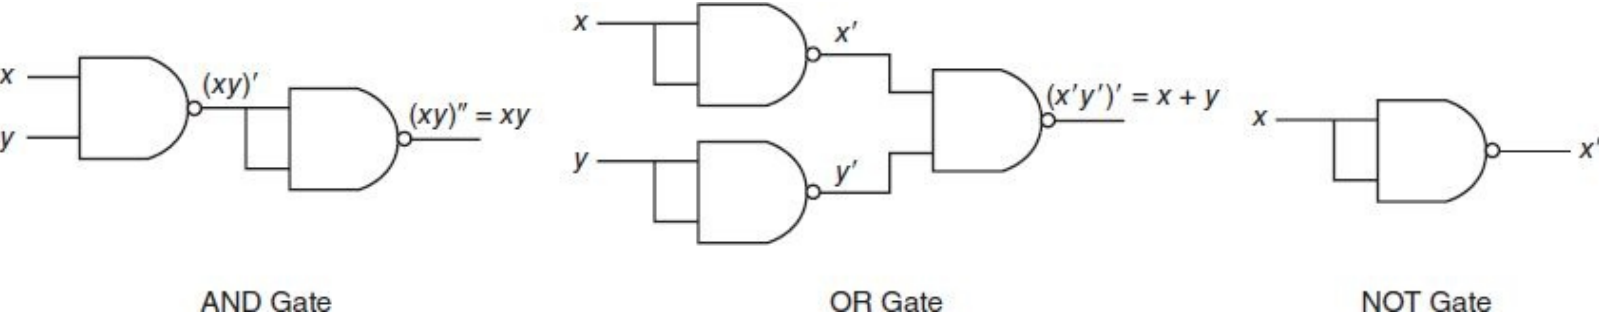 x
y
(xy)′
(xy)″ = xy
AND Gate
x
x′
y
y′
(x′y′)′ = x + y
OR Gate
x
x′
NOT Gate